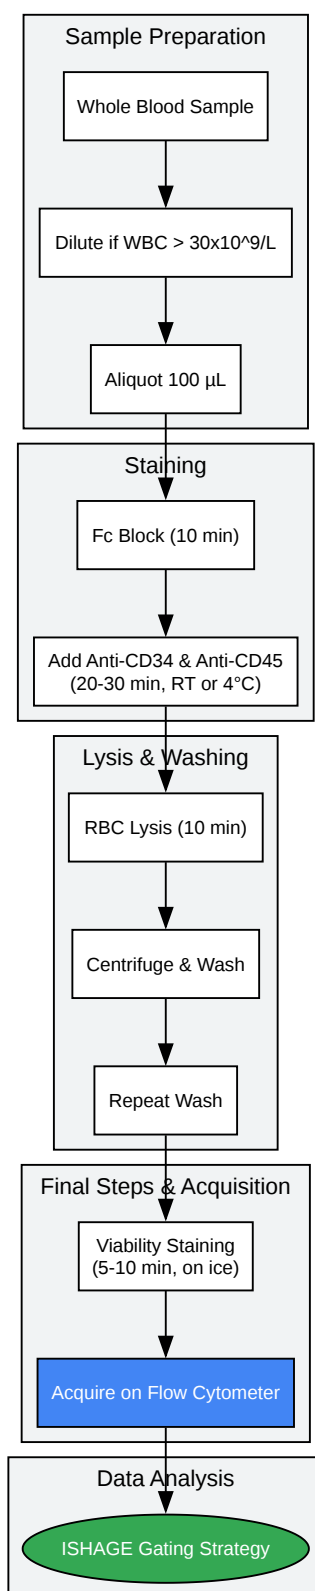 Sample Preparation
Whole Blood Sample
Dilute if WBC > 30x10^9/L
Aliquot 100 µL
Staining
Fc Block (10 min)
Add Anti-CD34 & Anti-CD45
(20-30 min, RT or 4°C)
Lysis & Washing
RBC Lysis (10 min)
Centrifuge & Wash
Repeat Wash
Final Steps & Acquisition
Viability Staining
(5-10 min, on ice)
Acquire on Flow Cytometer
Data Analysis
ISHAGE Gating Strategy